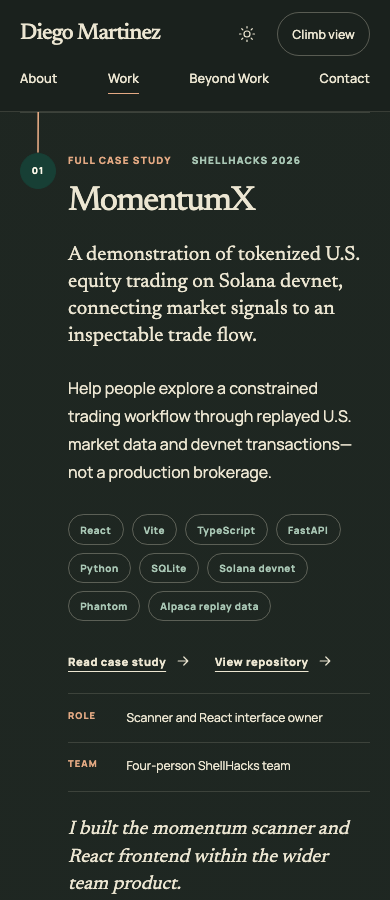 Diego Martinez
Climb view
About
Work
Beyond Work
Contact
01
FULL CASE STUDY
SHELLHACKS 2026
MomentumX
A demonstration of tokenized U.S.
equity trading on Solana devnet,
connecting market signals to an
inspectable trade flow.
Help people explore a constrained
trading workflow through replayed U.S.
market data and devnet transactions—
not a production brokerage.
React
Vite
TypeScript
FastAPI
Python
SQLite
Solana devnet
Phantom
Alpaca replay data
Read case study →
View repository →
ROLE
Scanner and React interface owner
TEAM
Four-person ShellHacks team
I built the momentum scanner and
React frontend within the wider
team product.